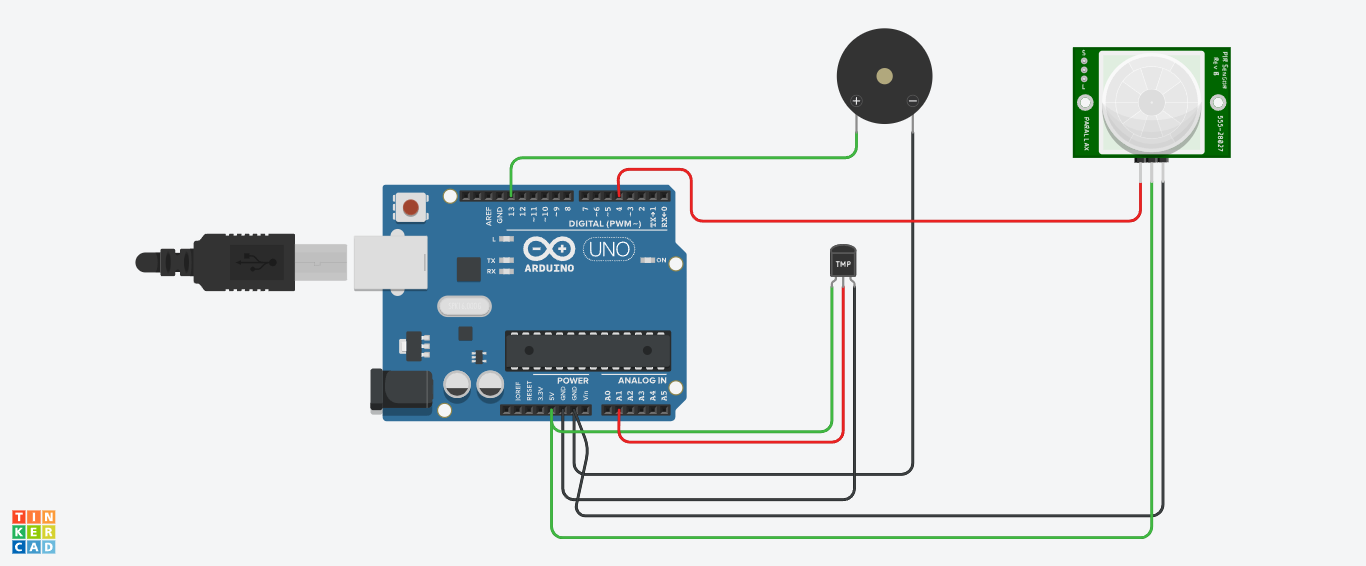 + −
PIR Sensor
Rev B
PARALLAX
555-28027
AREF
GND
13
12
~11
~10
~9
8
7
~6
~5
4
~3
2
TX→1
RX←0
DIGITAL (PWM~)
L
TX
RX
UNO
ON
ARDUINO
TMP
POWER
ANALOG IN
IOREF
RESET
3.3V
5V
GND
GND
Vin
A0
A1
A2
A3
A4
A5
TIN
KER
CAD